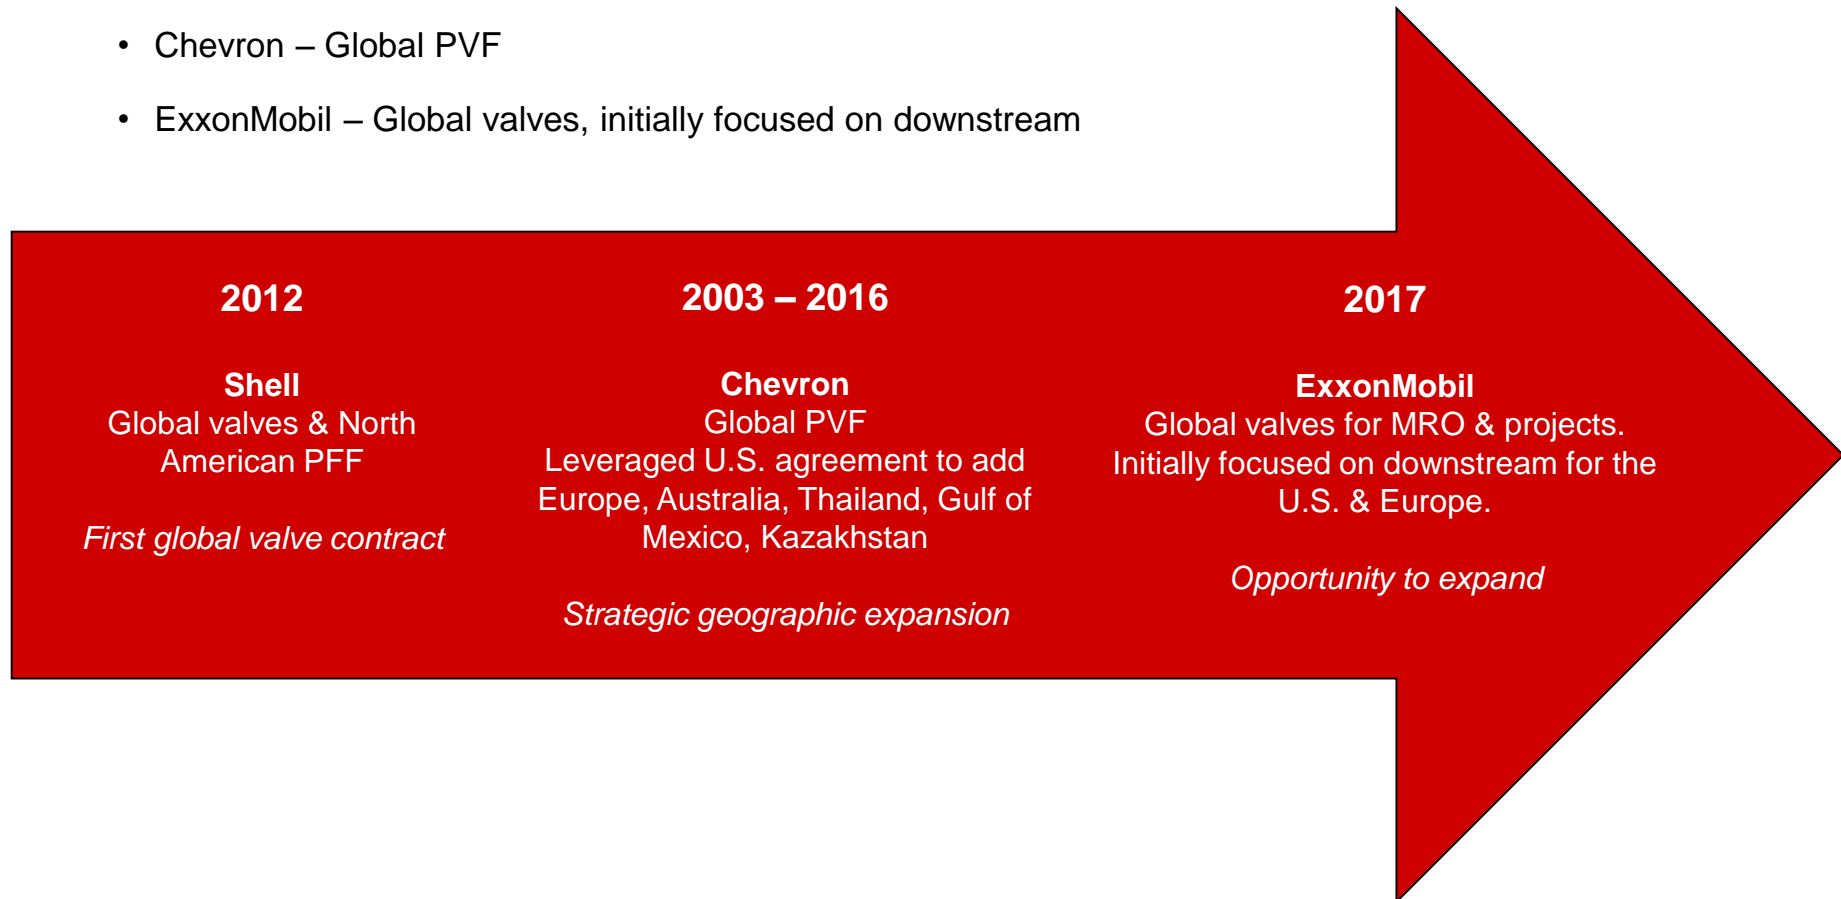 • Chevron – Global PVF
• ExxonMobil – Global valves, initially focused on downstream
2012
Shell
Global valves & North
American PFF
First global valve contract
2003 – 2016
Chevron
Global PVF
Leveraged U.S. agreement to add
Europe, Australia, Thailand, Gulf of
Mexico, Kazakhstan
Strategic geographic expansion
2017
ExxonMobil
Global valves for MRO & projects.
Initially focused on downstream for the
U.S. & Europe.
Opportunity to expand